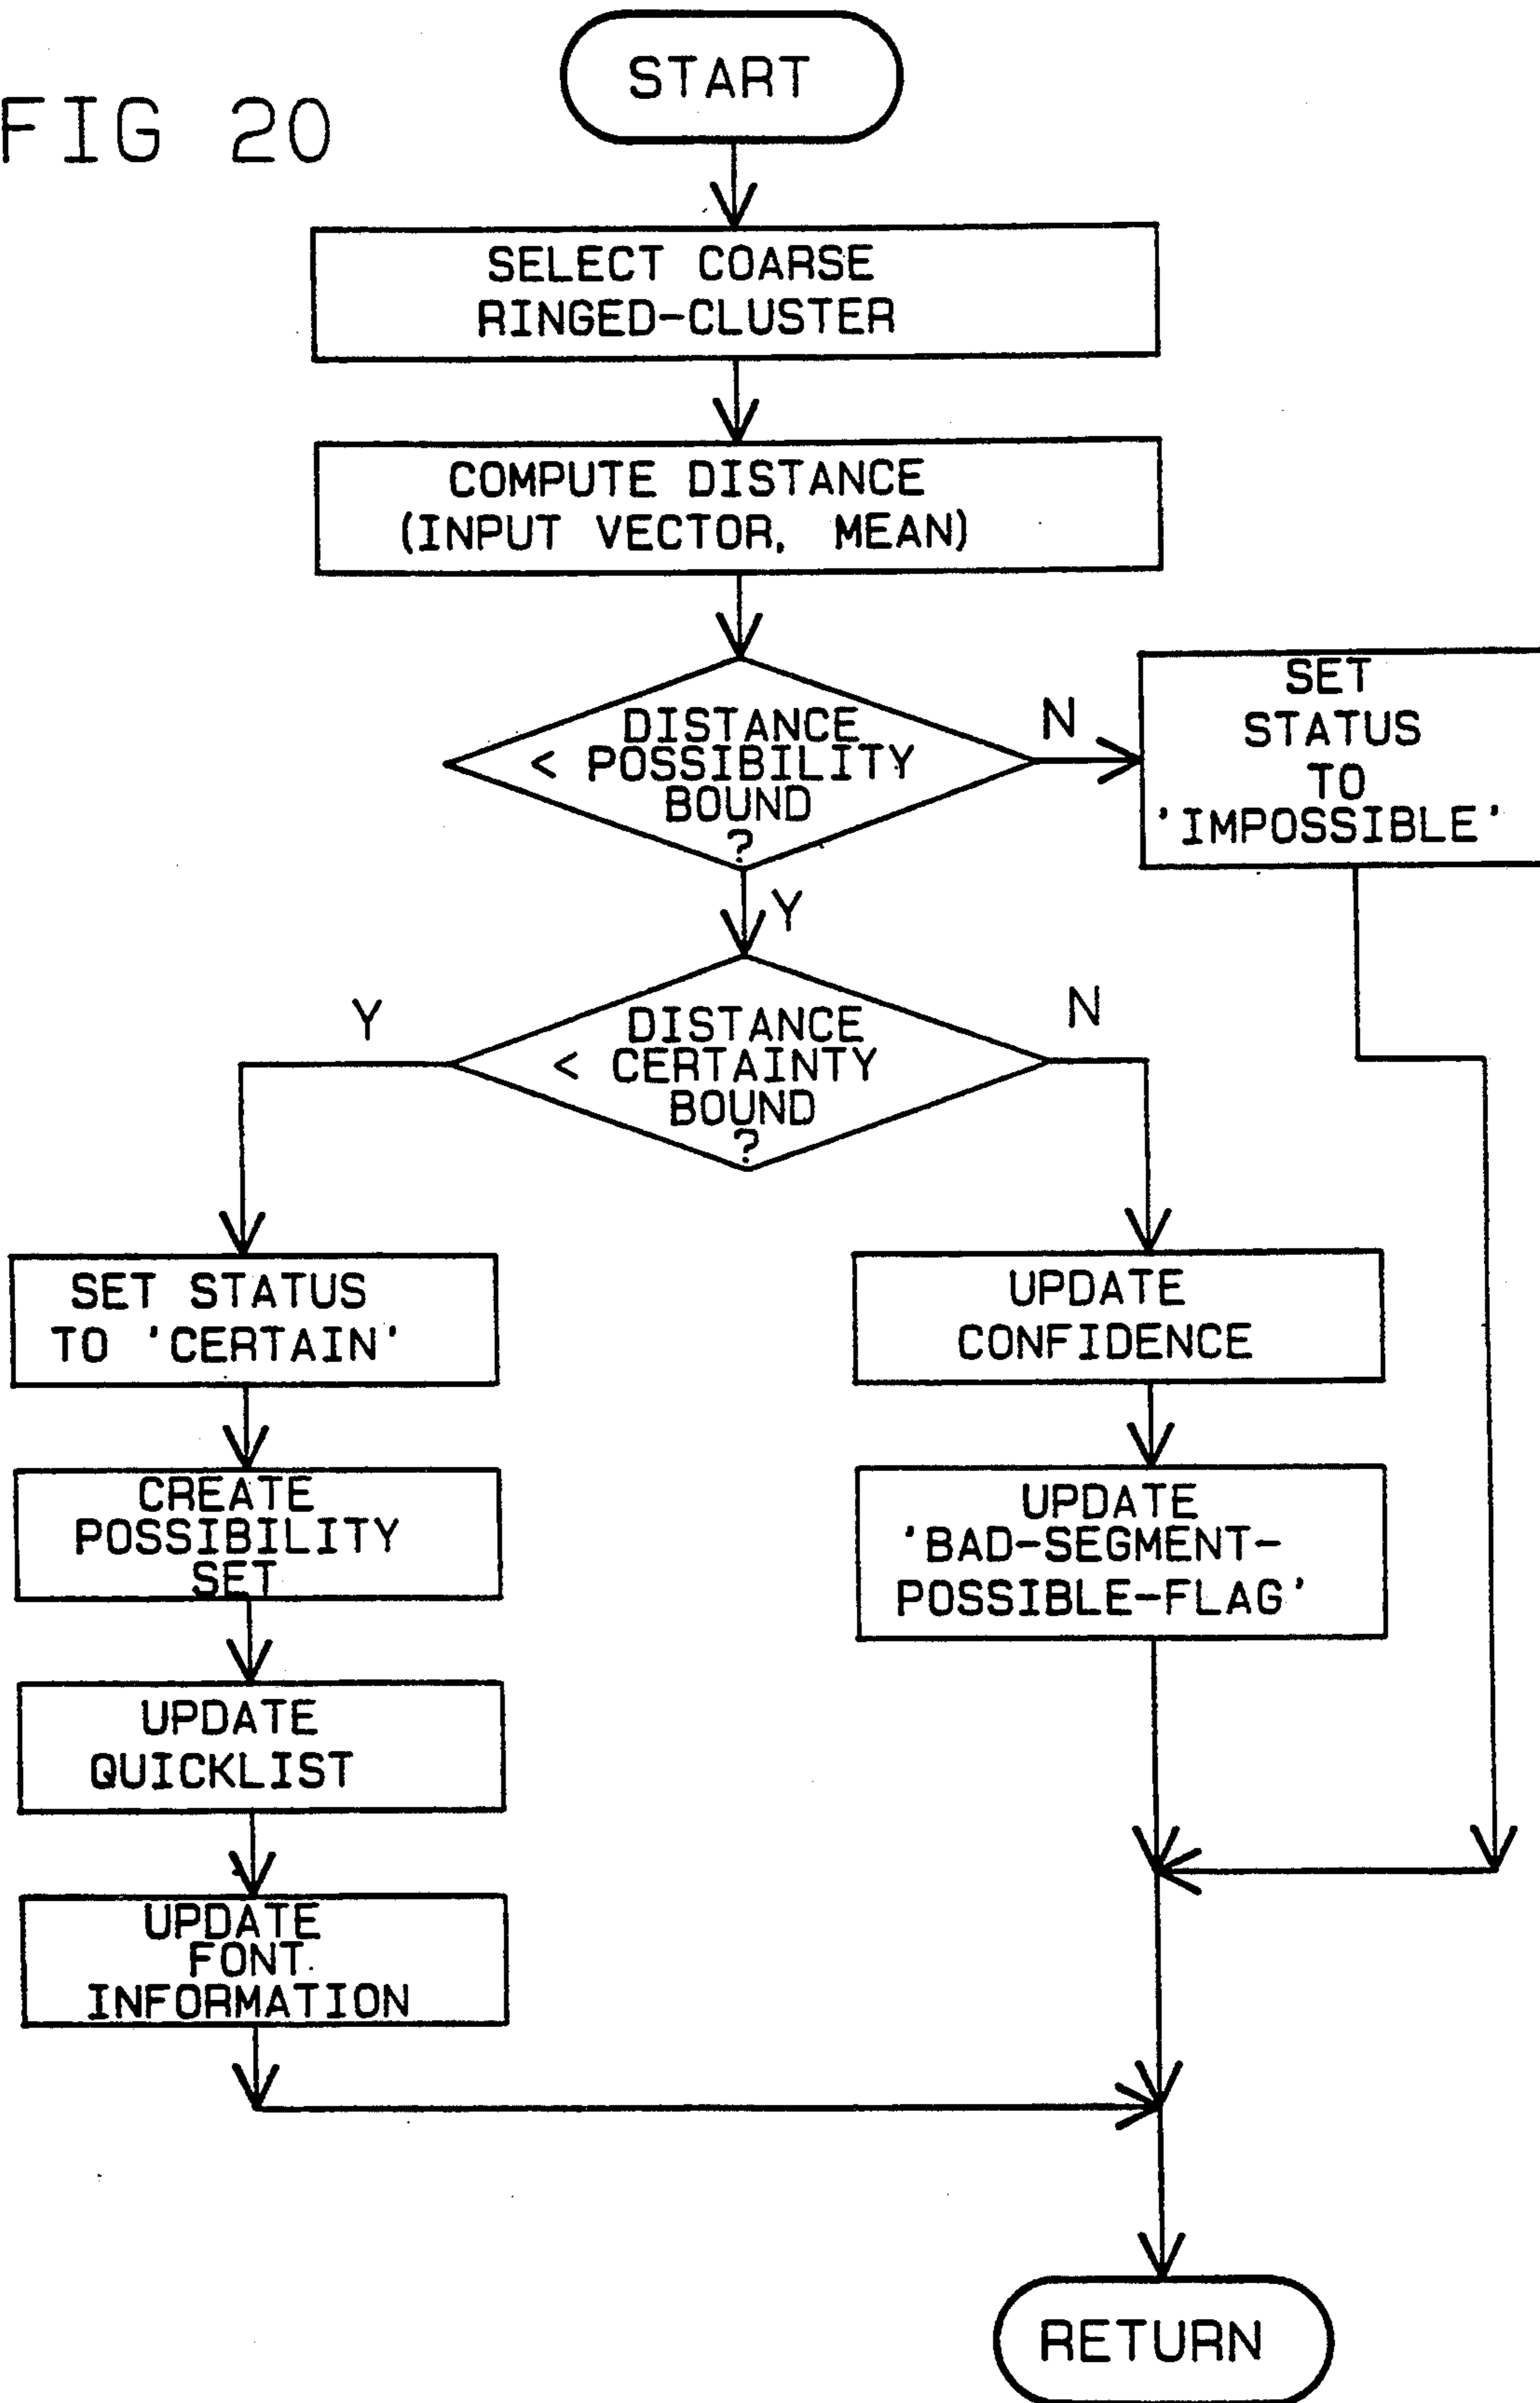 FIG 20
START
SELECT COARSE
RINGED-CLUSTER
COMPUTE DISTANCE
(INPUT VECTOR, MEAN)
DISTANCE
< POSSIBILITY
BOUND
?
N
SET
STATUS
TO
'IMPOSSIBLE'
Y
DISTANCE
< CERTAINTY
BOUND
?
Y
N
SET STATUS
TO 'CERTAIN'
CREATE
POSSIBILITY
SET
UPDATE
QUICKLIST
UPDATE
FONT
INFORMATION
UPDATE
CONFIDENCE
UPDATE
'BAD-SEGMENT-
POSSIBLE-FLAG'
RETURN